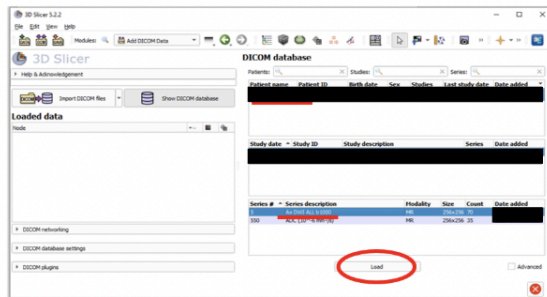 3D Slicer 5.2.2
File Edit View Help
Modules: Add DICOM Data
3D Slicer
DICOM database
Patients: Studies: Series:
Help & Acknowledgement
Patient name Patient ID Birth date Sex Studies Last study date Date added
DICOM Import DICOM files Show DICOM database
Loaded data
Node
Study date Study ID Study description Series Date added
Series # Series description Modality Size Count Date added
Ax DWI ALL b1000 MR 256x256 70
550 ADC MR 256x256 35
DICOM networking
DICOM database settings
DICOM plugins
Load
Advanced